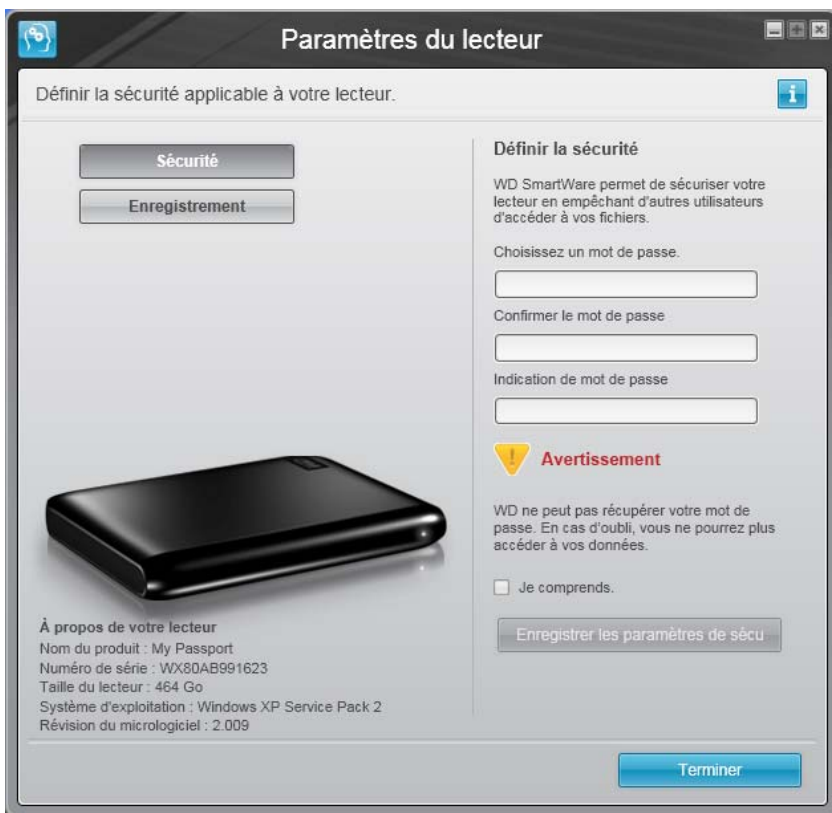 Paramètres du lecteur
Définir la sécurité applicable à votre lecteur.
Sécurité
Enregistrement
Définir la sécurité
WD SmartWare permet de sécuriser votre
lecteur en empêchant d'autres utilisateurs
d'accéder à vos fichiers.
Choisissez un mot de passe.
Confirmer le mot de passe
Indication de mot de passe
Avertissement
WD ne peut pas récupérer votre mot de
passe. En cas d'oubli, vous ne pourrez plus
accéder à vos données.
Je comprends.
Enregistrer les paramètres de sécu
À propos de votre lecteur
Nom du produit : My Passport
Numéro de série : WX80AB991623
Taille du lecteur : 464 Go
Système d'exploitation : Windows XP Service Pack 2
Révision du micrologiciel : 2.009
Terminer